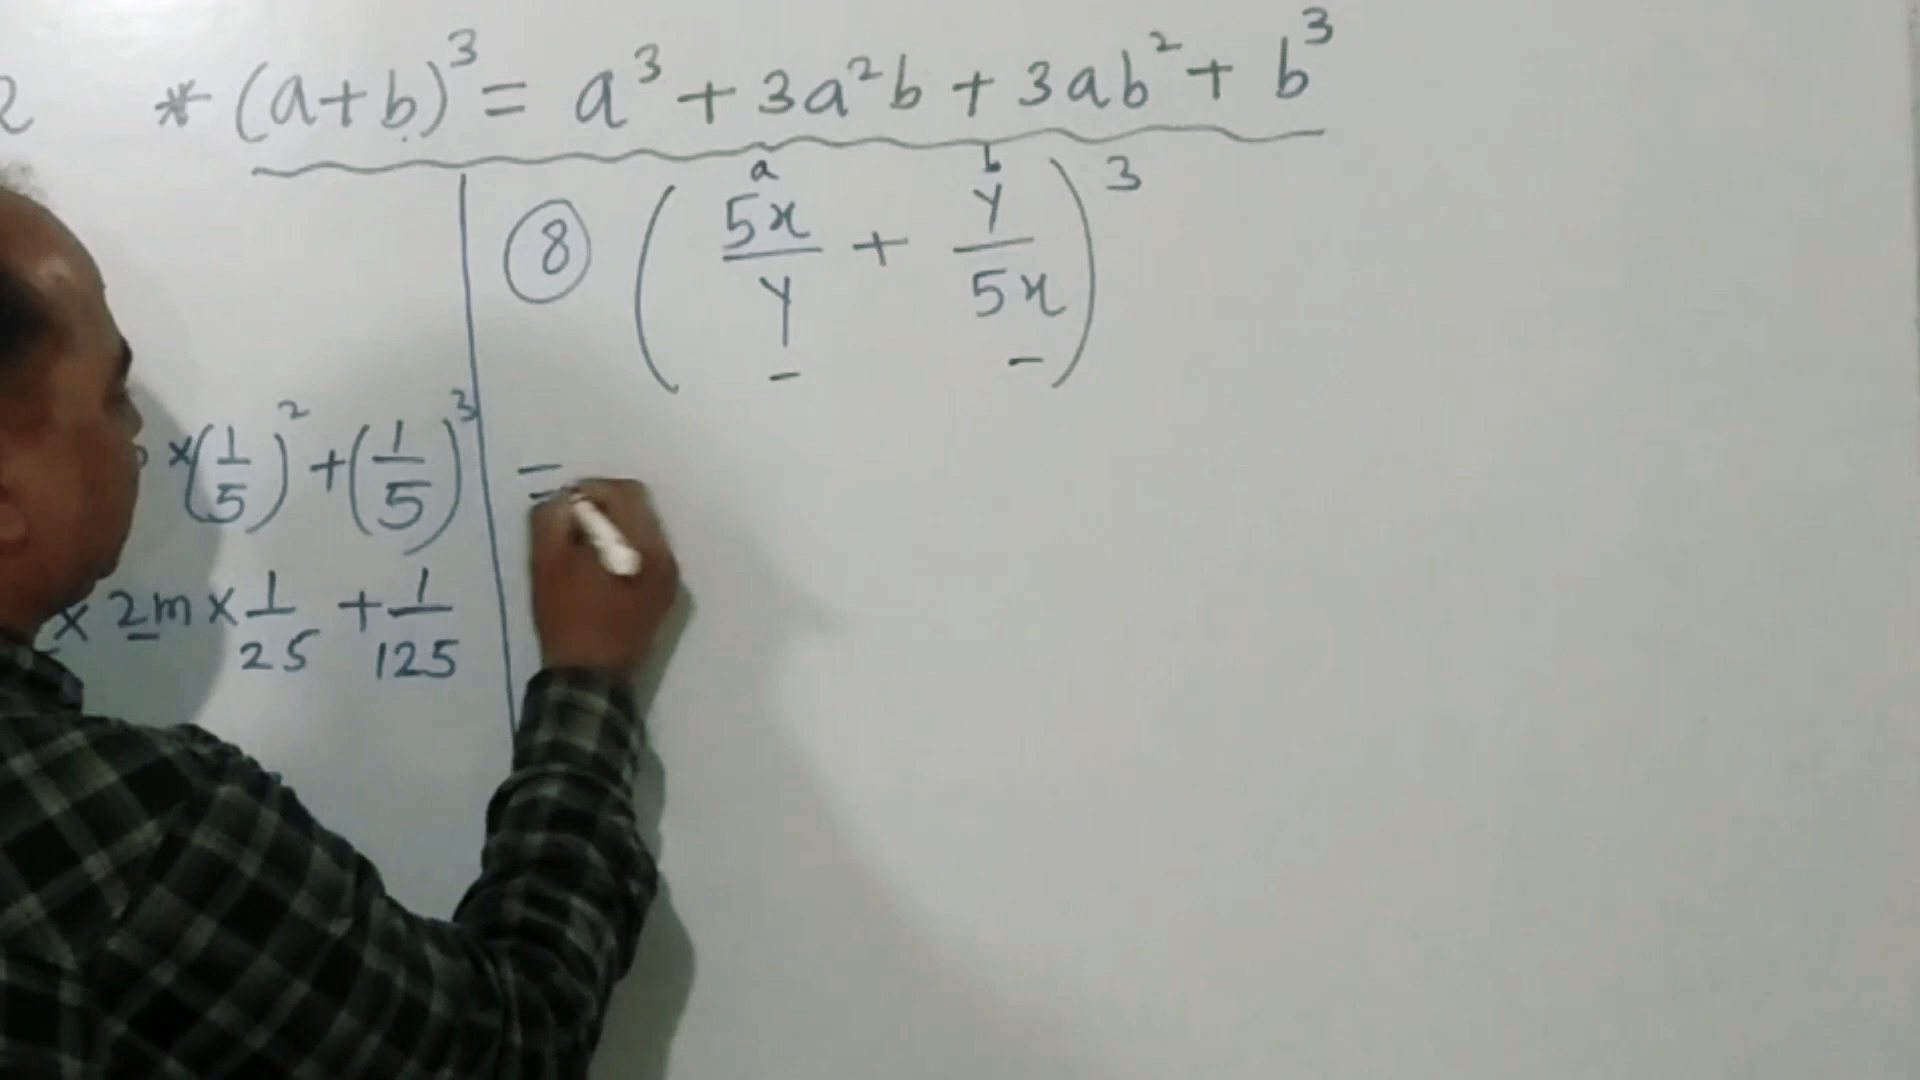 2 * (a+b)³ = a³ + 3a²b + 3ab² + b³
a b
⑧ (5x/y + y/5x)³
×(1/5)² + (1/5)³ =
× 2m × 1/25 + 1/125